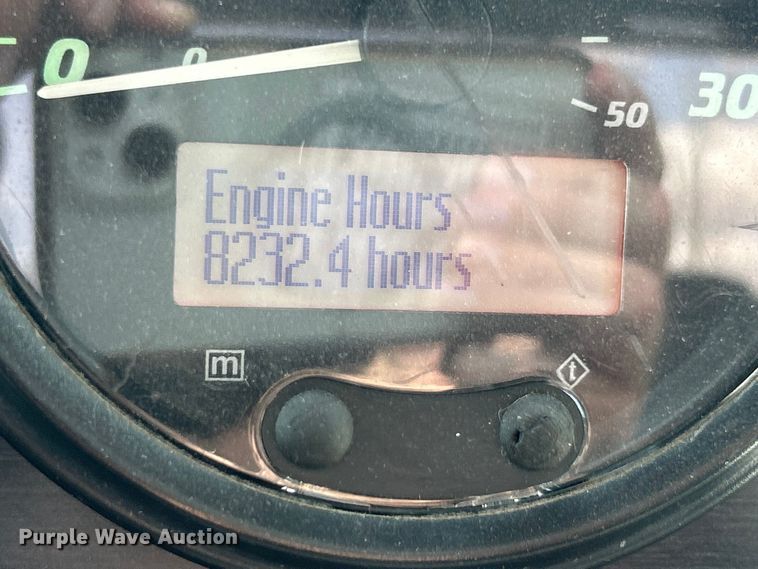 0 0
50 30
Engine Hours
8232.4 hours
m t
Purple Wave Auction